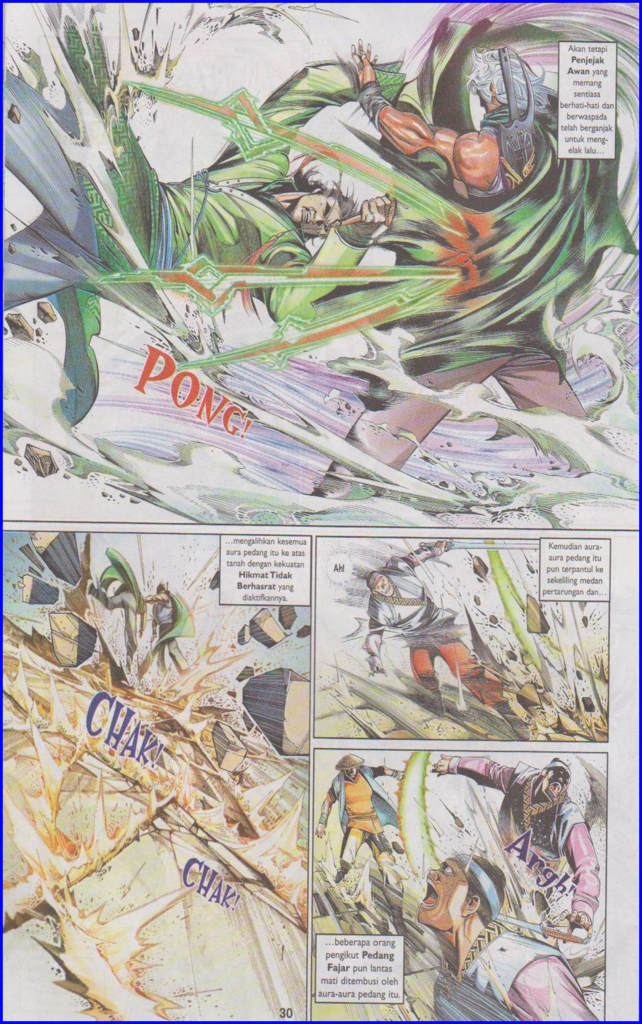 Akan tetapi
Penjejak
Awan yang
memang
sentiasa
berhati-hati dan
berwaspada
telah berganjak
untuk meng-
elak lalu...
PONG!
...mengalihkan kesemua
aura pedang itu ke atas
tanah dengan kekuatan
Hikmat Tidak
Berhasrat yang
diaktifkannya.
CHAK!
CHAK!
Ah!
Kemudian aura-
aura pedang itu
pun terpantul ke
sekeliling medan
pertarungan dan...
Argh!
...beberapa orang
pengikut Pedang
Fajar pun lantas
mati ditembusi oleh
aura-aura pedang itu.
30